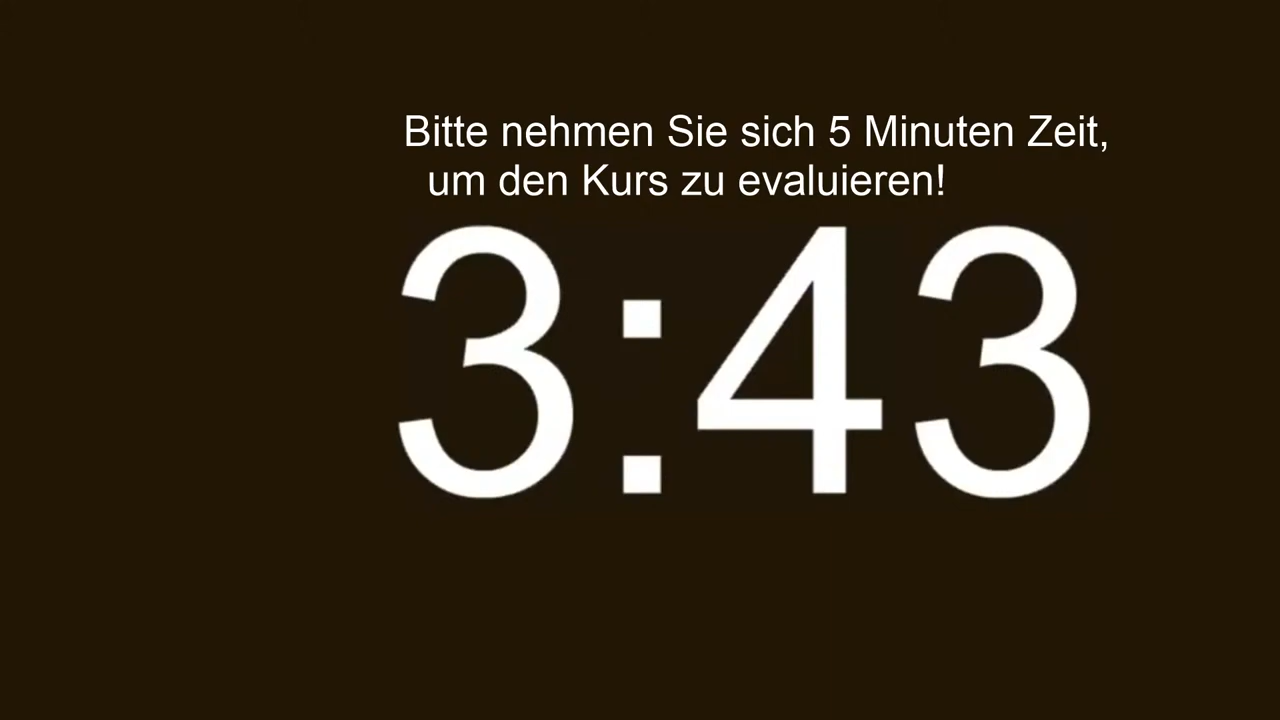 Bitte nehmen Sie sich 5 Minuten Zeit,
um den Kurs zu evaluieren!
3:43